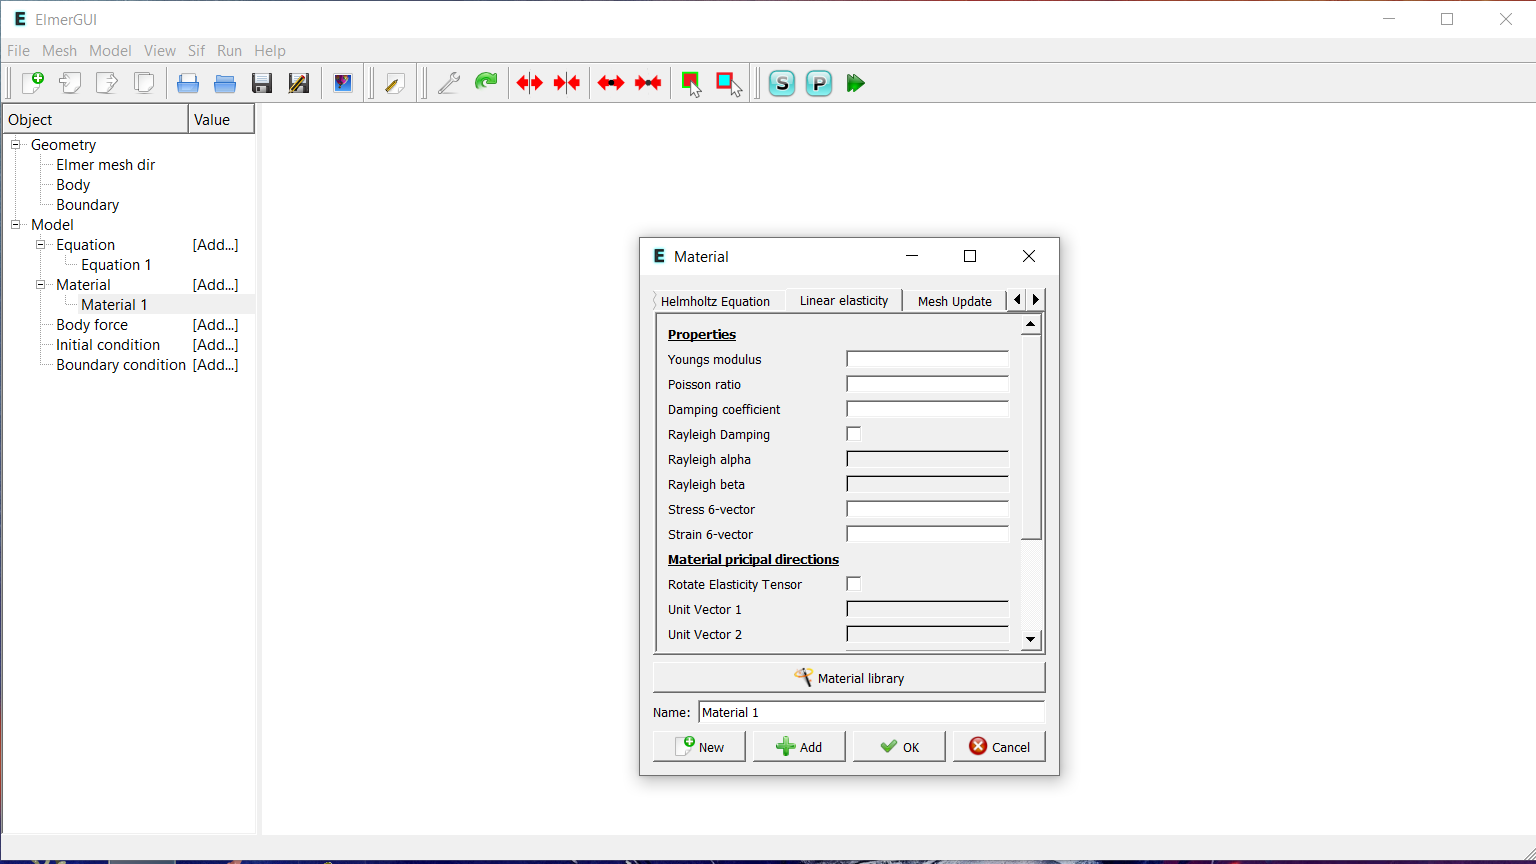 ElmerGUI
File Mesh Model View Sif Run Help
S P
Object Value
Geometry
Elmer mesh dir
Body
Boundary
Model
Equation [Add...]
Equation 1
Material [Add...]
Material 1
Body force [Add...]
Initial condition [Add...]
Boundary condition [Add...]
Material
Helmholtz Equation Linear elasticity Mesh Update
Properties
Youngs modulus
Poisson ratio
Damping coefficient
Rayleigh Damping
Rayleigh alpha
Rayleigh beta
Stress 6-vector
Strain 6-vector
Material pricipal directions
Rotate Elasticity Tensor
Unit Vector 1
Unit Vector 2
Material library
Name: Material 1
New Add OK Cancel